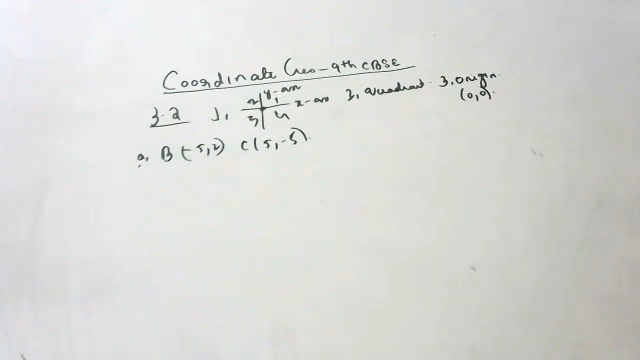 Coordinate Geo-9th CBSE
3.2 1, 2 1 y-axis x-axis 3 4 2, quadrant 3, origin
(0,0)
2, B (-5,2) C(5,-5)